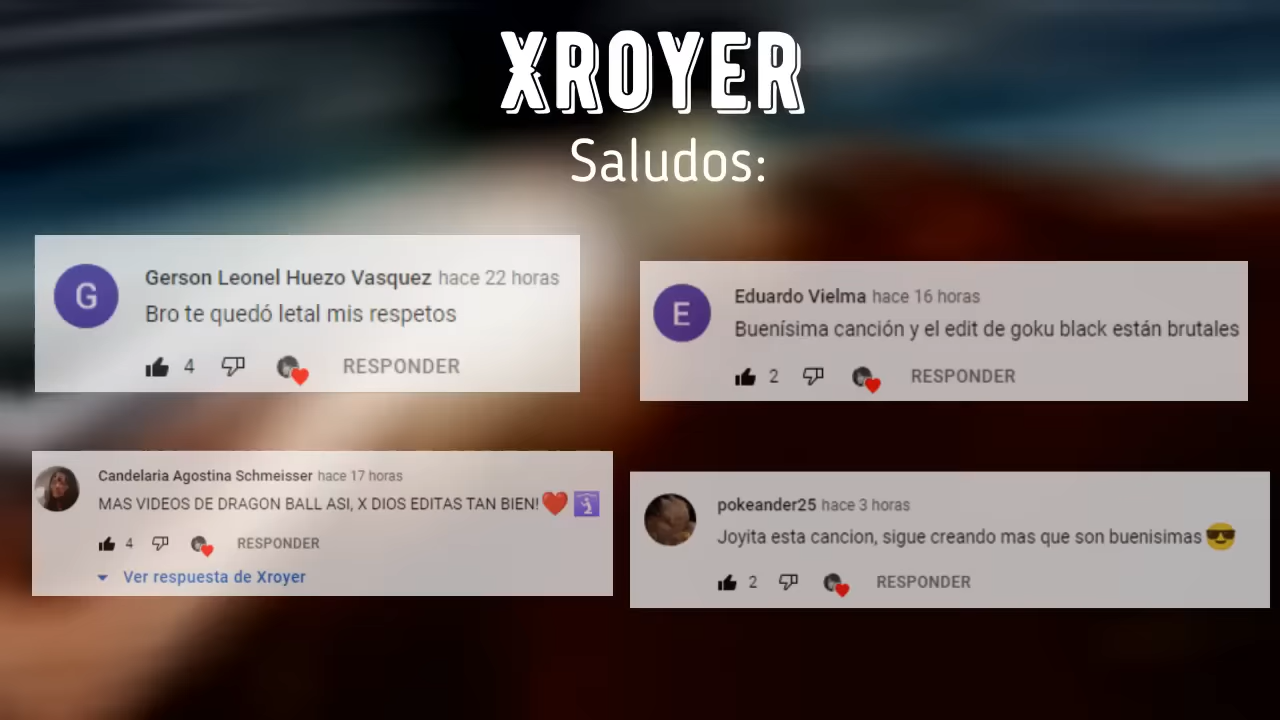 XROYER
Saludos:
Gerson Leonel Huezo Vasquez hace 22 horas
Bro te quedó letal mis respetos
4 RESPONDER
Eduardo Vielma hace 16 horas
Buenísima canción y el edit de goku black están brutales
2 RESPONDER
Candelaria Agostina Schmeisser hace 17 horas
MAS VIDEOS DE DRAGON BALL ASI, X DIOS EDITAS TAN BIEN!❤️🛐
4 RESPONDER
Ver respuesta de Xroyer
pokeander25 hace 3 horas
Joyita esta cancion, sigue creando mas que son buenisimas😎
2 RESPONDER